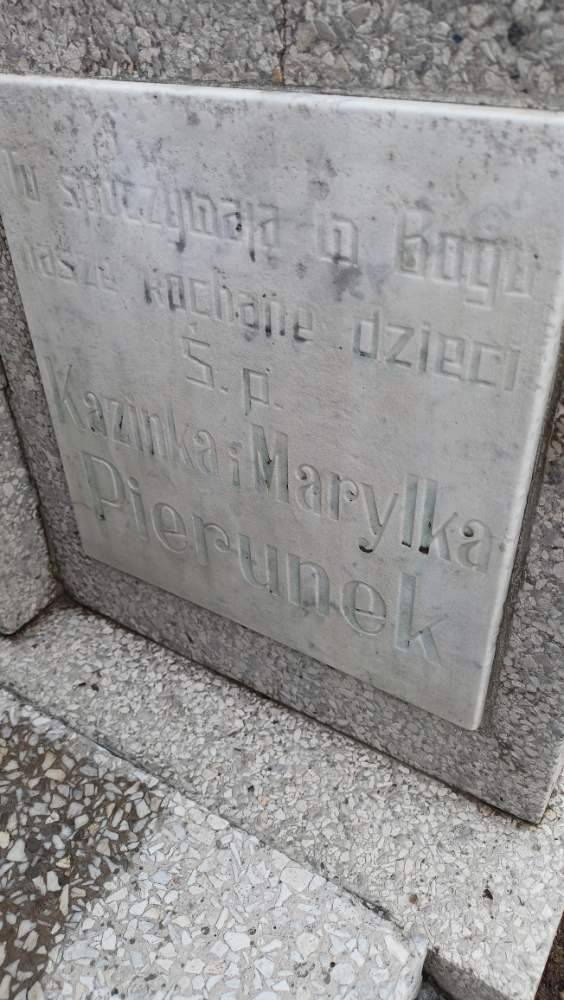 Tu spoczywają w Bogu
nasze kochane dzieci
Ś. p.
Kazinka i Marylka
Pierunek